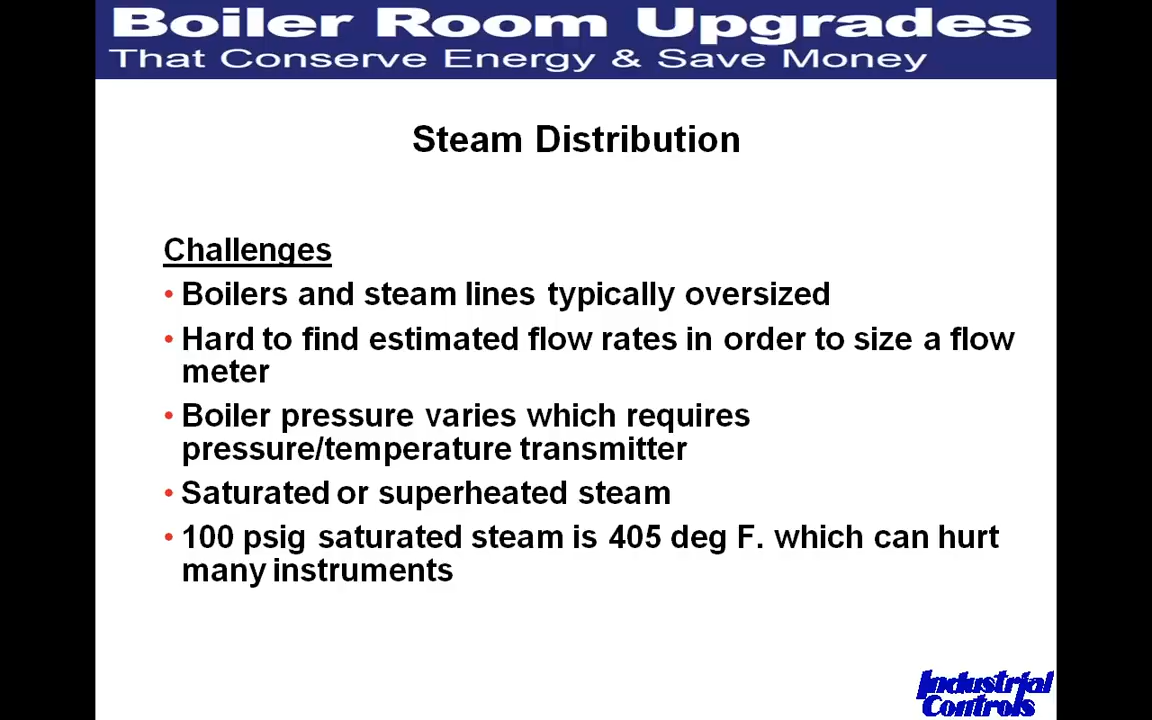 Boiler Room Upgrades
That Conserve Energy & Save Money
Steam Distribution
Challenges
• Boilers and steam lines typically oversized
• Hard to find estimated flow rates in order to size a flow
meter
• Boiler pressure varies which requires
pressure/temperature transmitter
• Saturated or superheated steam
• 100 psig saturated steam is 405 deg F. which can hurt
many instruments
Industrial
Controls